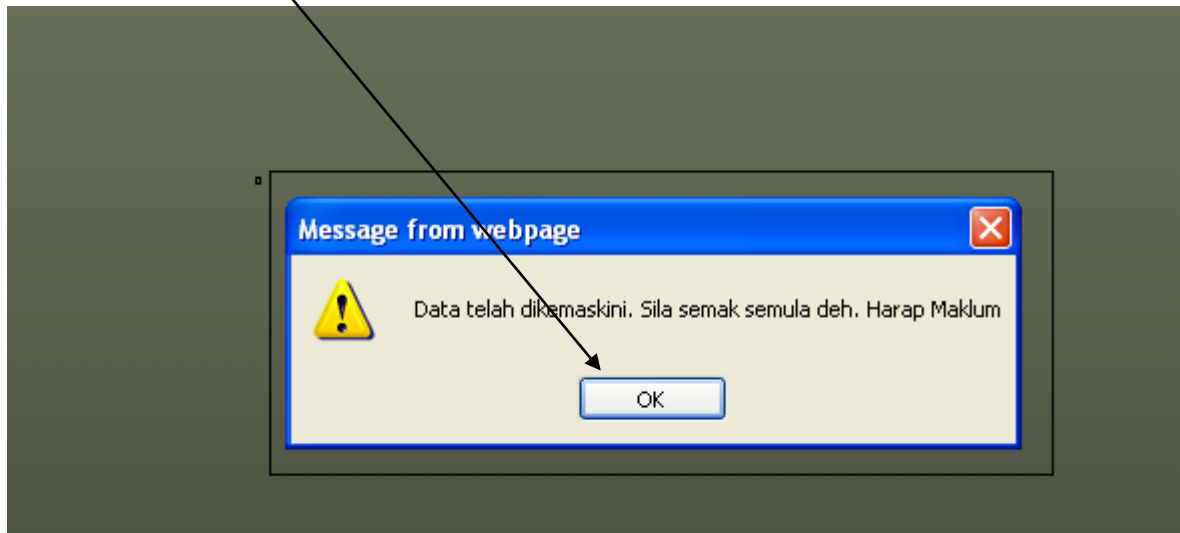 Message from webpage
Data telah dikemaskini. Sila semak semula deh. Harap Maklum
OK